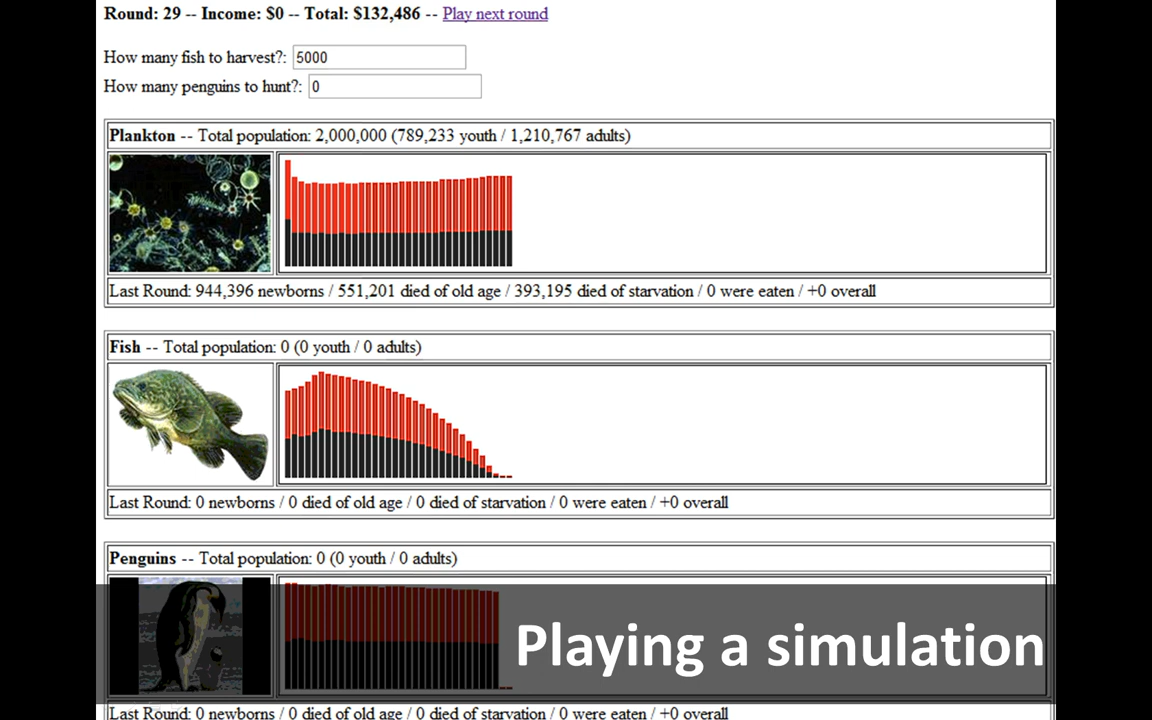 Round: 29 -- Income: $0 -- Total: $132,486 -- Play next round
How many fish to harvest?: 5000
How many penguins to hunt?: 0
Plankton -- Total population: 2,000,000 (789,233 youth / 1,210,767 adults)
Last Round: 944,396 newborns / 551,201 died of old age / 393,195 died of starvation / 0 were eaten / +0 overall
Fish -- Total population: 0 (0 youth / 0 adults)
Last Round: 0 newborns / 0 died of old age / 0 died of starvation / 0 were eaten / +0 overall
Penguins -- Total population: 0 (0 youth / 0 adults)
Playing a simulation
Last Round: 0 newborns / 0 died of old age / 0 died of starvation / 0 were eaten / +0 overall